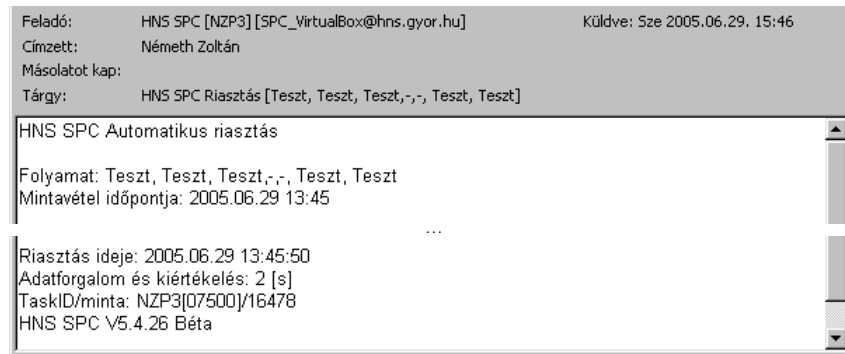 Feladó: HNS SPC [NZP3] [SPC_VirtualBox@hns.gyor.hu] Küldve: Sze 2005.06.29. 15:46
Címzett: Németh Zoltán
Másolatot kap:
Tárgy: HNS SPC Riasztás [Teszt, Teszt, Teszt,-,-, Teszt, Teszt]
HNS SPC Automatikus riasztás
Folyamat: Teszt, Teszt, Teszt,-,-, Teszt, Teszt
Mintavétel időpontja: 2005.06.29 13:45
...
Riasztás ideje: 2005.06.29 13:45:50
Adatforgalom és kiértékelés: 2 [s]
TaskID/minta: NZP3[07500]/16478
HNS SPC V5.4.26 Béta